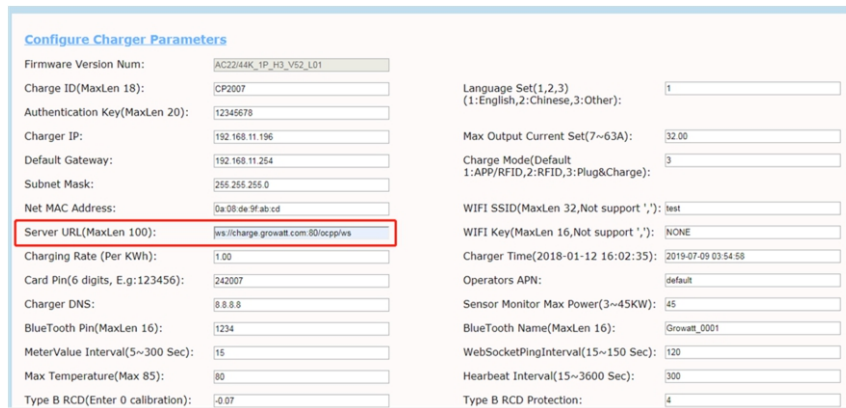 Configure Charger Parameters
Firmware Version Num: AC22/44K_1P_H3_V52_L01
Charge ID(MaxLen 18): CP2007 Language Set(1,2,3) 1
(1:English,2:Chinese,3:Other):
Authentication Key(MaxLen 20): 12345678
Charger IP: 192.168.11.196 Max Output Current Set(7~63A): 32.00
Default Gateway: 192.168.11.254 Charge Mode(Default 3
1:APP/RFID,2:RFID,3:Plug&Charge):
Subnet Mask: 255.255.255.0
Net MAC Address: 0a:08:de:9f:ab:cd WIFI SSID(MaxLen 32,Not support ','): test
Server URL(MaxLen 100): ws://charge.growatt.com:80/ocpp/ws WIFI Key(MaxLen 16,Not support ','): NONE
Charging Rate (Per KWh): 1.00 Charger Time(2018-01-12 16:02:35): 2019-07-09 03:54:58
Card Pin(6 digits, E.g:123456): 242007 Operators APN: default
Charger DNS: 8.8.8.8 Sensor Monitor Max Power(3~45KW): 45
BlueTooth Pin(MaxLen 16): 1234 BlueTooth Name(MaxLen 16): Growatt_0001
MeterValue Interval(5~300 Sec): 15 WebSocketPingInterval(15~150 Sec): 120
Max Temperature(Max 85): 80 Hearbeat Interval(15~3600 Sec): 300
Type B RCD(Enter 0 calibration): -0.07 Type B RCD Protection: 4